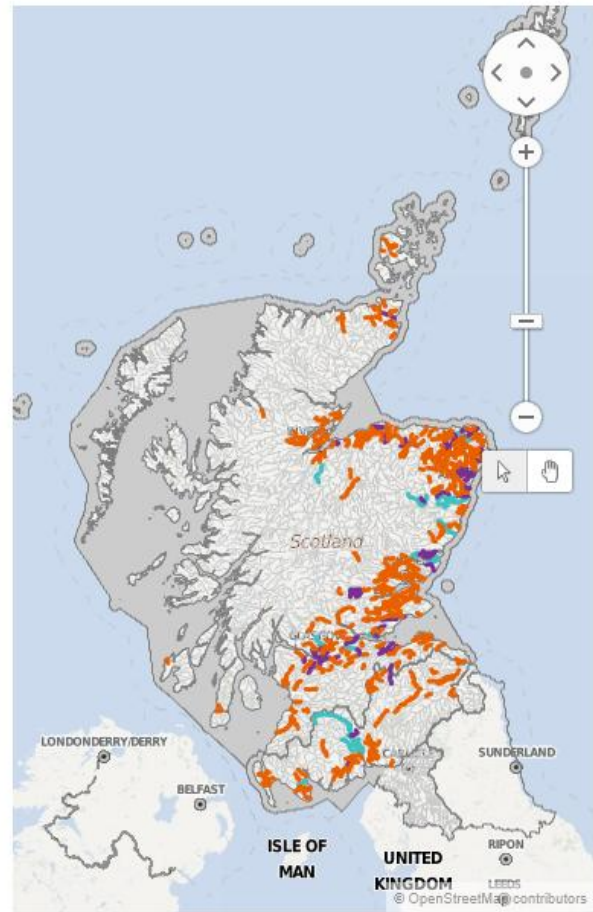 Scotland
LONDONDERRY/DERRY
SUNDERLAND
BELFAST
ISLE OF
MAN
UNITED
KINGDOM
RIPON
LEEDS
© OpenStreetMap contributors